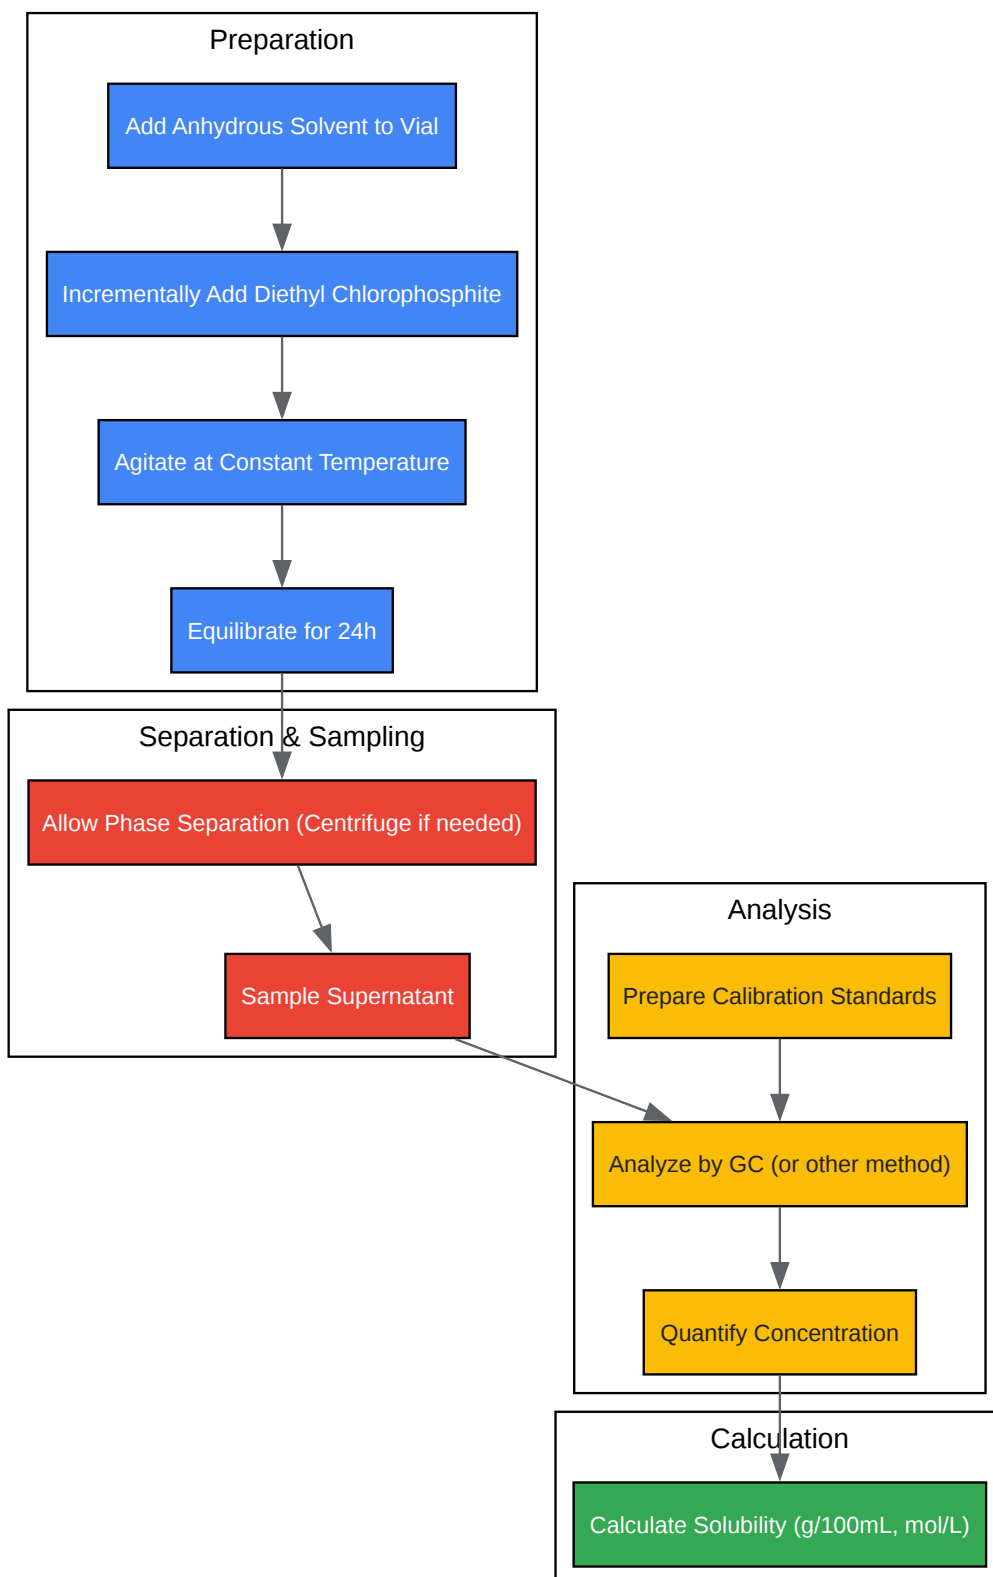 Preparation
Add Anhydrous Solvent to Vial
Incrementally Add Diethyl Chlorophosphite
Agitate at Constant Temperature
Equilibrate for 24h
Separation & Sampling
Allow Phase Separation (Centrifuge if needed)
Sample Supernatant
Analysis
Prepare Calibration Standards
Analyze by GC (or other method)
Quantify Concentration
Calculation
Calculate Solubility (g/100mL, mol/L)